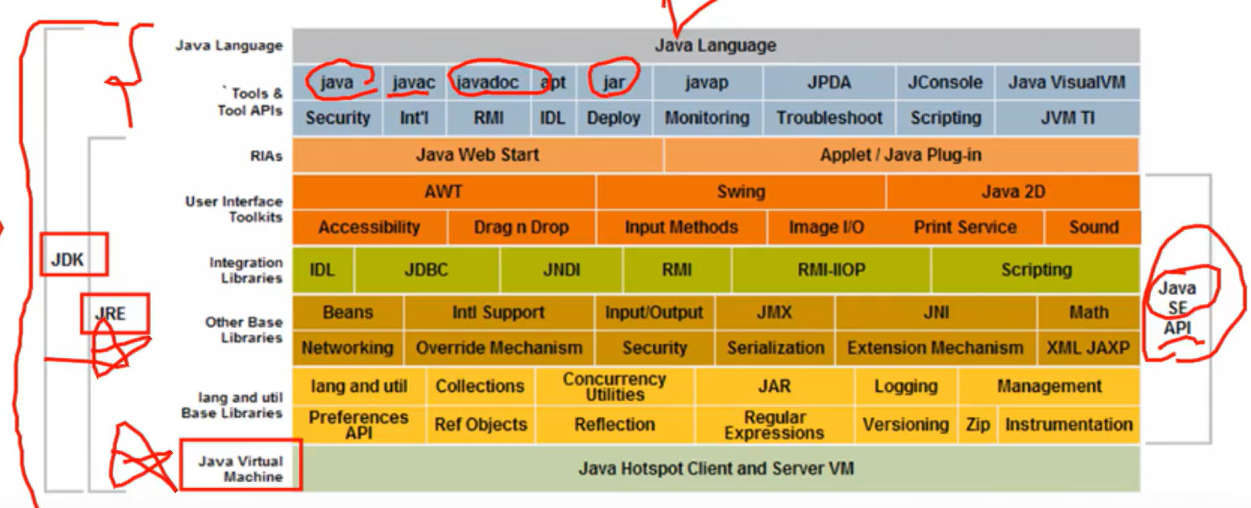 Java Language Java Language
` Tools & Tool APIs java javac javadoc apt jar javap JPDA JConsole Java VisualVM
Security Int'l RMI IDL Deploy Monitoring Troubleshoot Scripting JVM TI
RIAs Java Web Start Applet / Java Plug-in
User Interface Toolkits AWT Swing Java 2D
Accessibility Drag n Drop Input Methods Image I/O Print Service Sound
JDK Integration Libraries IDL JDBC JNDI RMI RMI-IIOP Scripting
JRE Other Base Libraries Beans Intl Support Input/Output JMX JNI Math
Java SE API
Networking Override Mechanism Security Serialization Extension Mechanism XML JAXP
lang and util Base Libraries lang and util Collections Concurrency Utilities JAR Logging Management
Preferences API Ref Objects Reflection Regular Expressions Versioning Zip Instrumentation
Java Virtual Machine Java Hotspot Client and Server VM